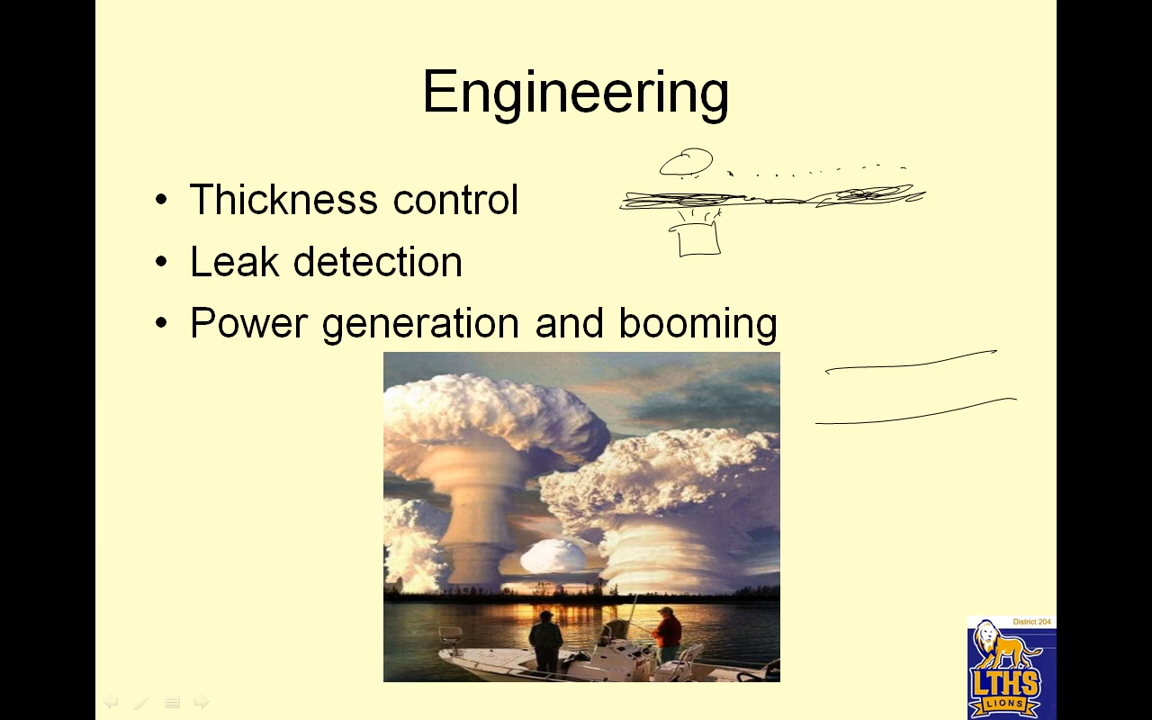 Engineering
• Thickness control
• Leak detection
• Power generation and booming
District 204
LTHS
LIONS